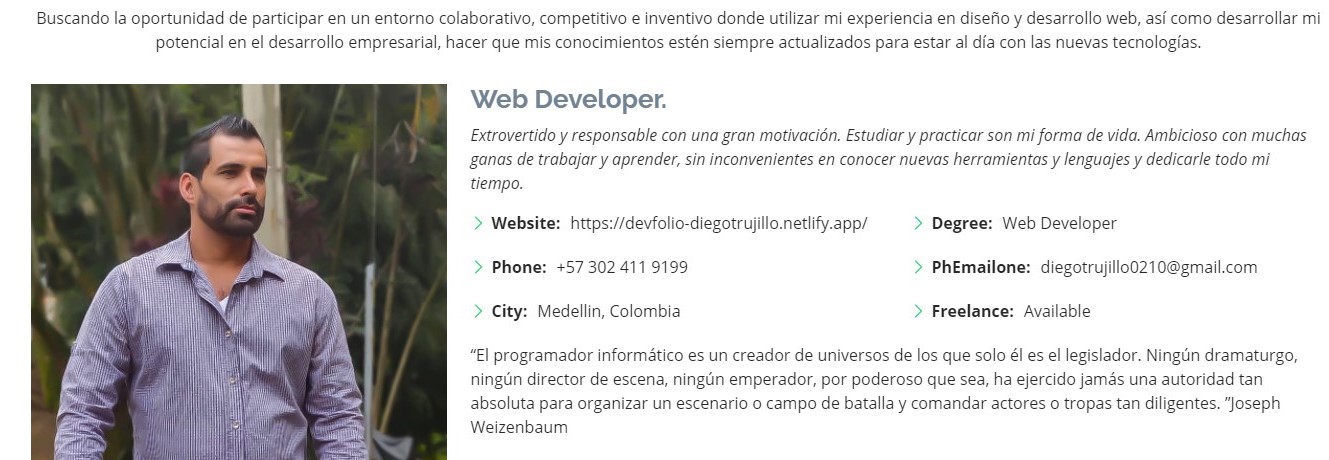 Buscando la oportunidad de participar en un entorno colaborativo, competitivo e inventivo donde utilizar mi experiencia en diseño y desarrollo web, así como desarrollar mi
potencial en el desarrollo empresarial, hacer que mis conocimientos estén siempre actualizados para estar al día con las nuevas tecnologías.
Web Developer.
Extrovertido y responsable con una gran motivación. Estudiar y practicar son mi forma de vida. Ambicioso con muchas
ganas de trabajar y aprender, sin inconvenientes en conocer nuevas herramientas y lenguajes y dedicarle todo mi
tiempo.
Website: https://devfolio-diegotrujillo.netlify.app/
Degree: Web Developer
Phone: +57 302 411 9199
PhEmailone: diegotrujillo0210@gmail.com
City: Medellin, Colombia
Freelance: Available
“El programador informático es un creador de universos de los que solo él es el legislador. Ningún dramaturgo,
ningún director de escena, ningún emperador, por poderoso que sea, ha ejercido jamás una autoridad tan
absoluta para organizar un escenario o campo de batalla y comandar actores o tropas tan diligentes. ”Joseph
Weizenbaum